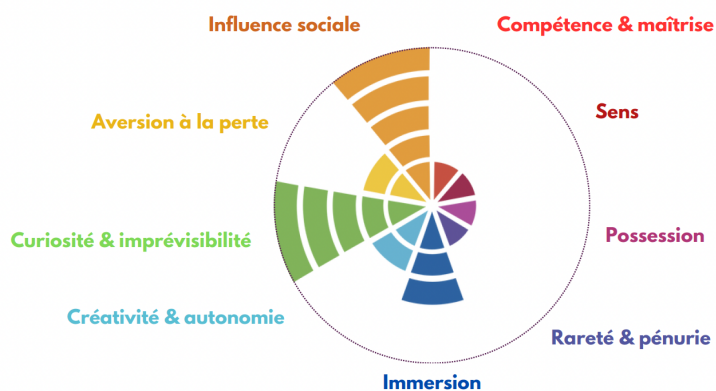 Influence sociale
Compétence & maîtrise
Aversion à la perte
Sens
Curiosité & imprévisibilité
Possession
Créativité & autonomie
Rareté & pénurie
Immersion